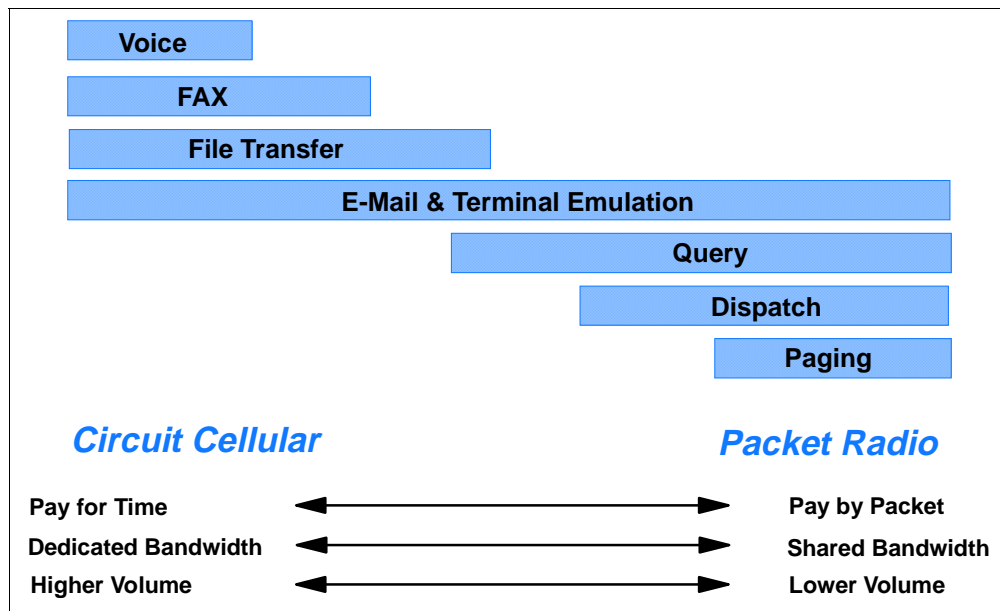 Voice
FAX
File Transfer
E-Mail & Terminal Emulation
Query
Dispatch
Paging
Circuit Cellular Packet Radio
Pay for Time Pay by Packet
Dedicated Bandwidth Shared Bandwidth
Higher Volume Lower Volume